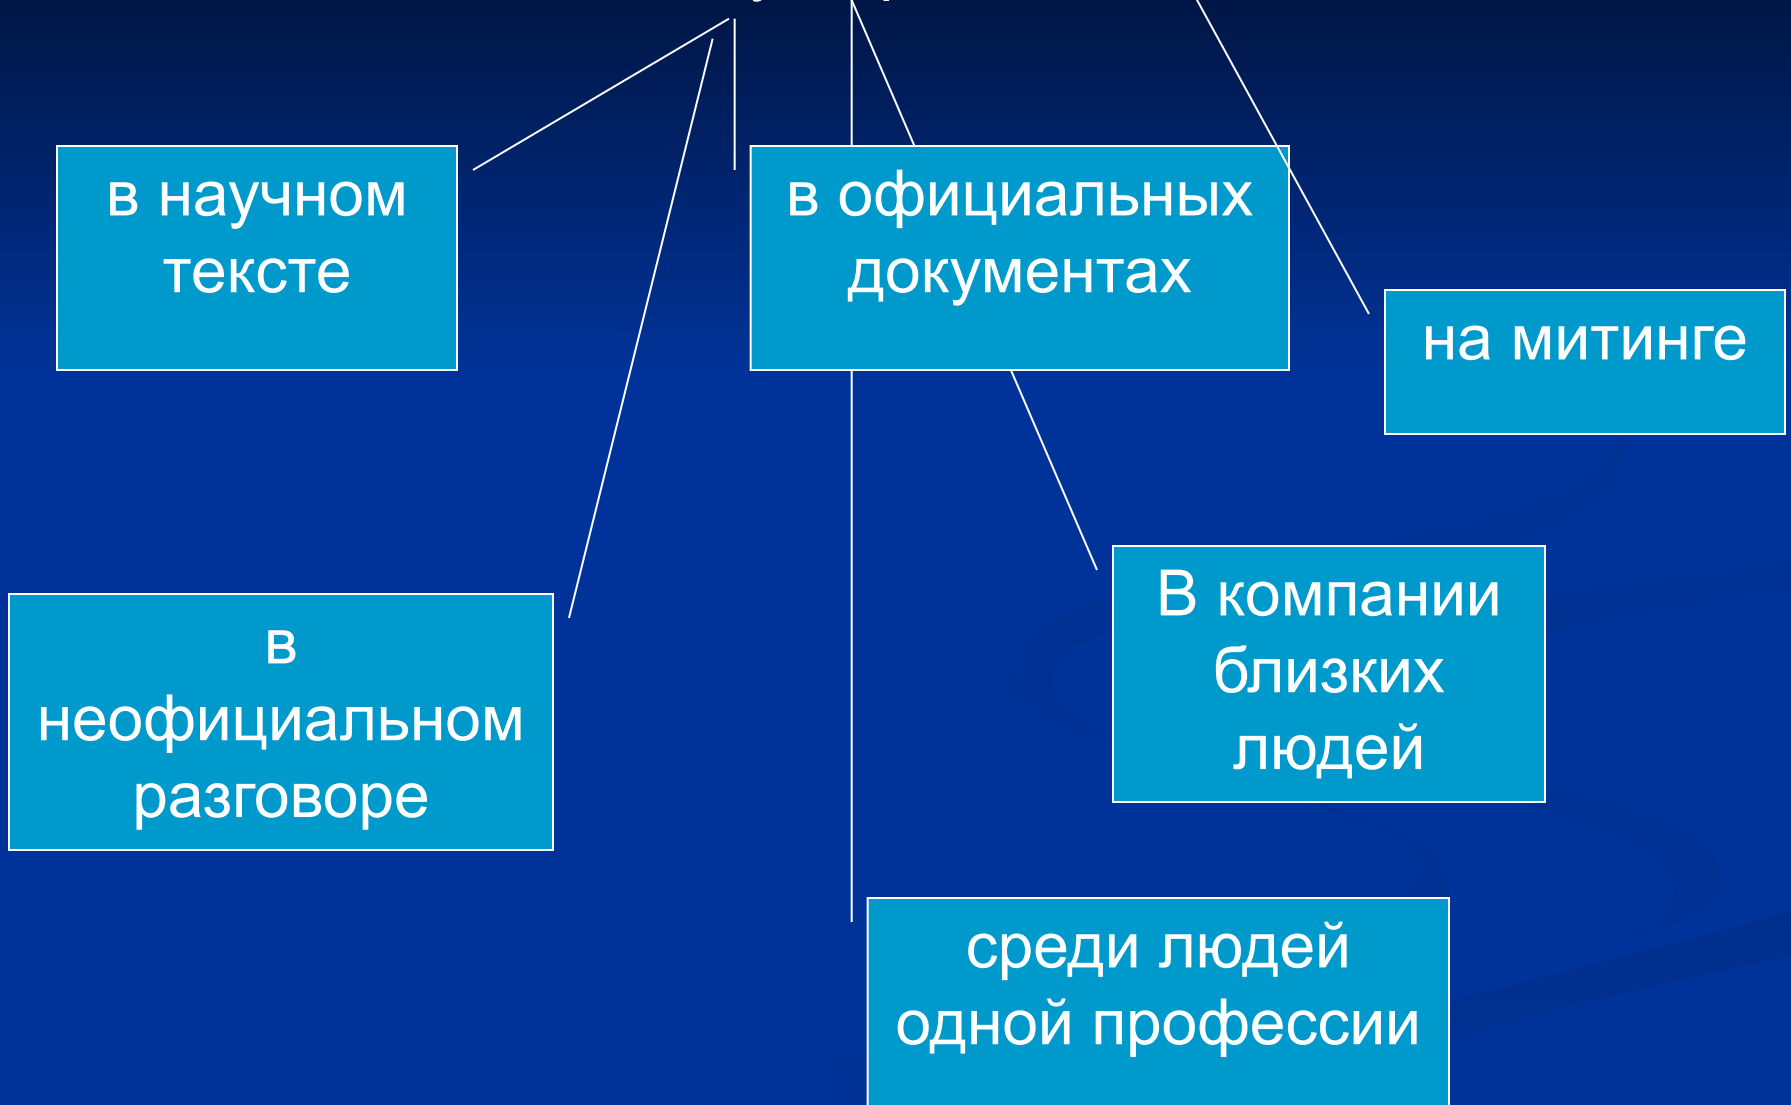 в научном
тексте
в официальных
документах
на митинге
в
неофициальном
разговоре
В компании
близких
людей
среди людей
одной профессии